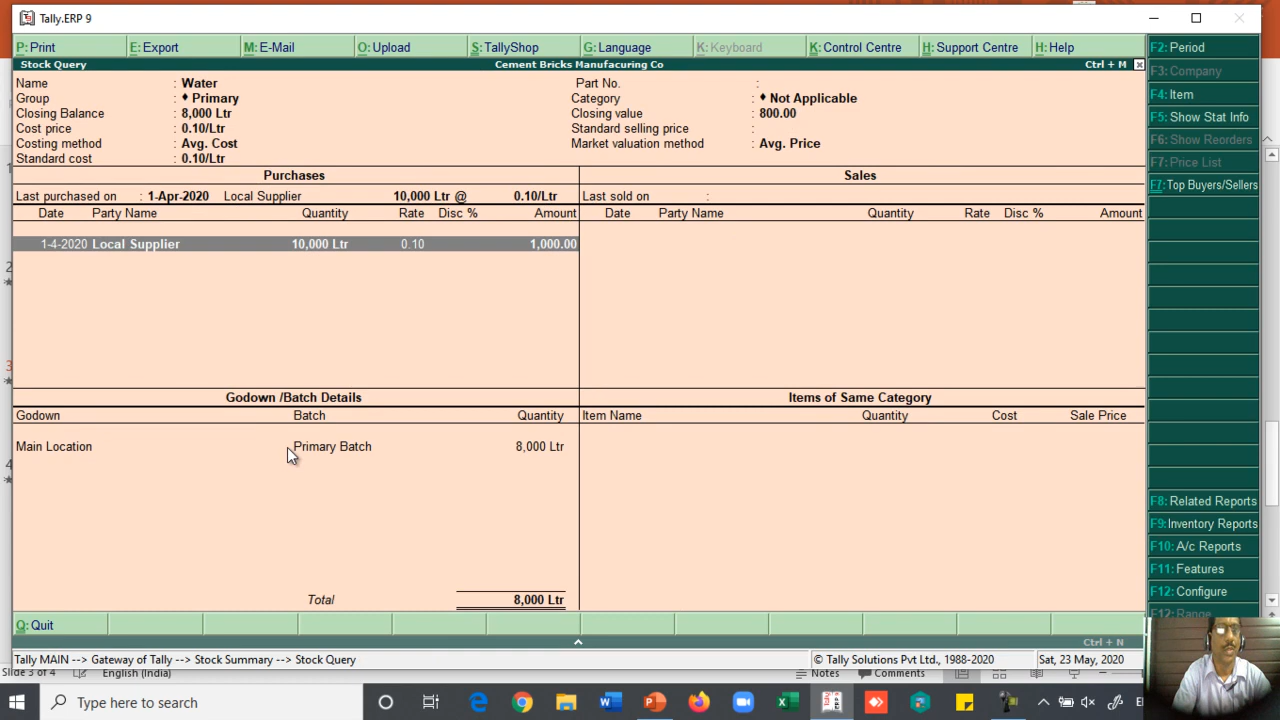 Tally.ERP 9
P: Print E: Export M: E-Mail O: Upload S: TallyShop G: Language K: Keyboard K: Control Centre H: Support Centre H: Help
Stock Query Cement Bricks Manufacuring Co Ctrl + M
Name : Water Part No. :
Group : ♦ Primary Category : ♦ Not Applicable
Closing Balance : 8,000 Ltr Closing value : 800.00
Cost price : 0.10/Ltr Standard selling price :
Costing method : Avg. Cost Market valuation method : Avg. Price
Standard cost : 0.10/Ltr
Purchases Sales
Last purchased on : 1-Apr-2020 Local Supplier 10,000 Ltr @ 0.10/Ltr Last sold on :
Date Party Name Quantity Rate Disc % Amount Date Party Name Quantity Rate Disc % Amount
1-4-2020 Local Supplier 10,000 Ltr 0.10 1,000.00
Godown /Batch Details Items of Same Category
Godown Batch Quantity Item Name Quantity Cost Sale Price
Main Location Primary Batch 8,000 Ltr
Total 8,000 Ltr
Q: Quit
Ctrl + N
Tally MAIN --> Gateway of Tally --> Stock Summary --> Stock Query © Tally Solutions Pvt Ltd., 1988-2020 Sat, 23 May, 2020
F2: Period
F3: Company
F4: Item
F5: Show Stat Info
F6: Show Reorders
F7: Price List
F7: Top Buyers/Sellers
F8: Related Reports
F9: Inventory Reports
F10: A/c Reports
F11: Features
F12: Configure
F12: Range
1
2
3
4
Slide 3 of 4 English (India) Notes Comments
Type here to search